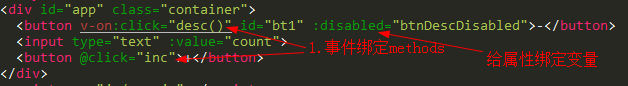 <div id="app" class="container">
<button v-on:click="desc()" id="bt1" :disabled="btnDescDisabled">-</button>
<input type="text" :value="count">
1.事件绑定methods
给属性绑定变量
<button @click="inc">+</button>
</div>